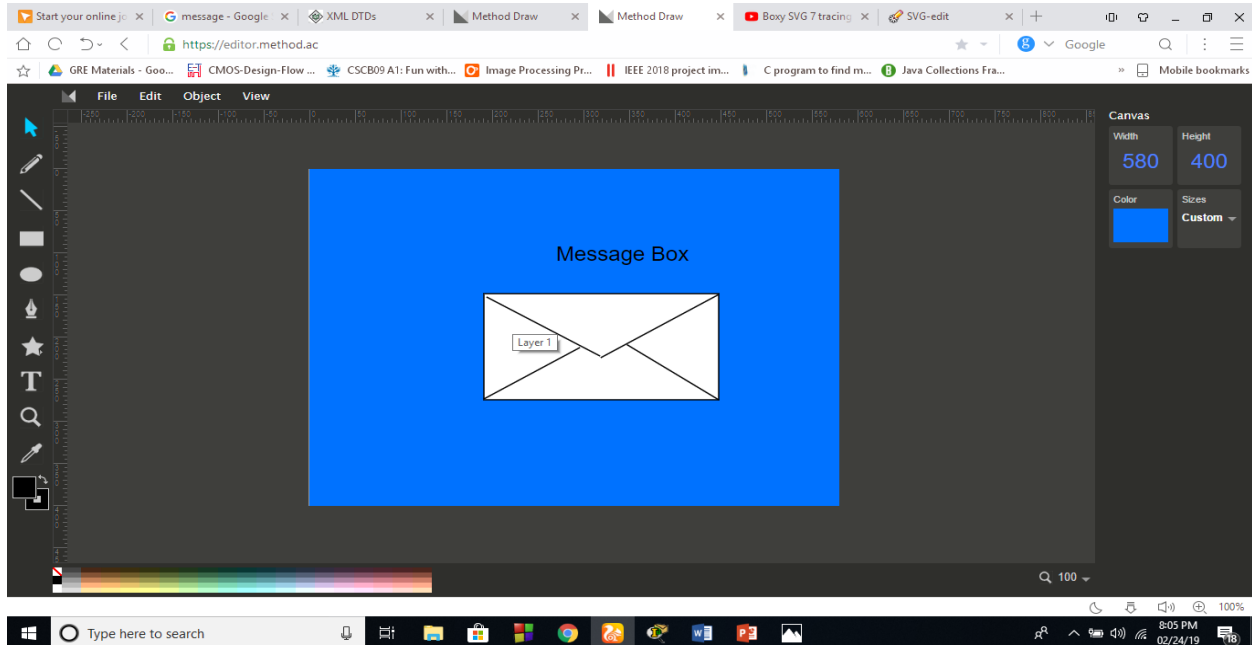 Start your online jo
message - Google
XML DTDs
Method Draw
Method Draw
Boxy SVG 7 tracing
SVG-edit
https://editor.method.ac
Google
GRE Materials - Goo...
CMOS-Design-Flow ...
CSCB09 A1: Fun with...
Image Processing Pr...
IEEE 2018 project im...
C program to find m...
Java Collections Fra...
Mobile bookmarks
File Edit Object View
Canvas
Width Height
580 400
Color Sizes
Custom
Message Box
Layer 1
100
100%
Type here to search
8:05 PM
02/24/19
18